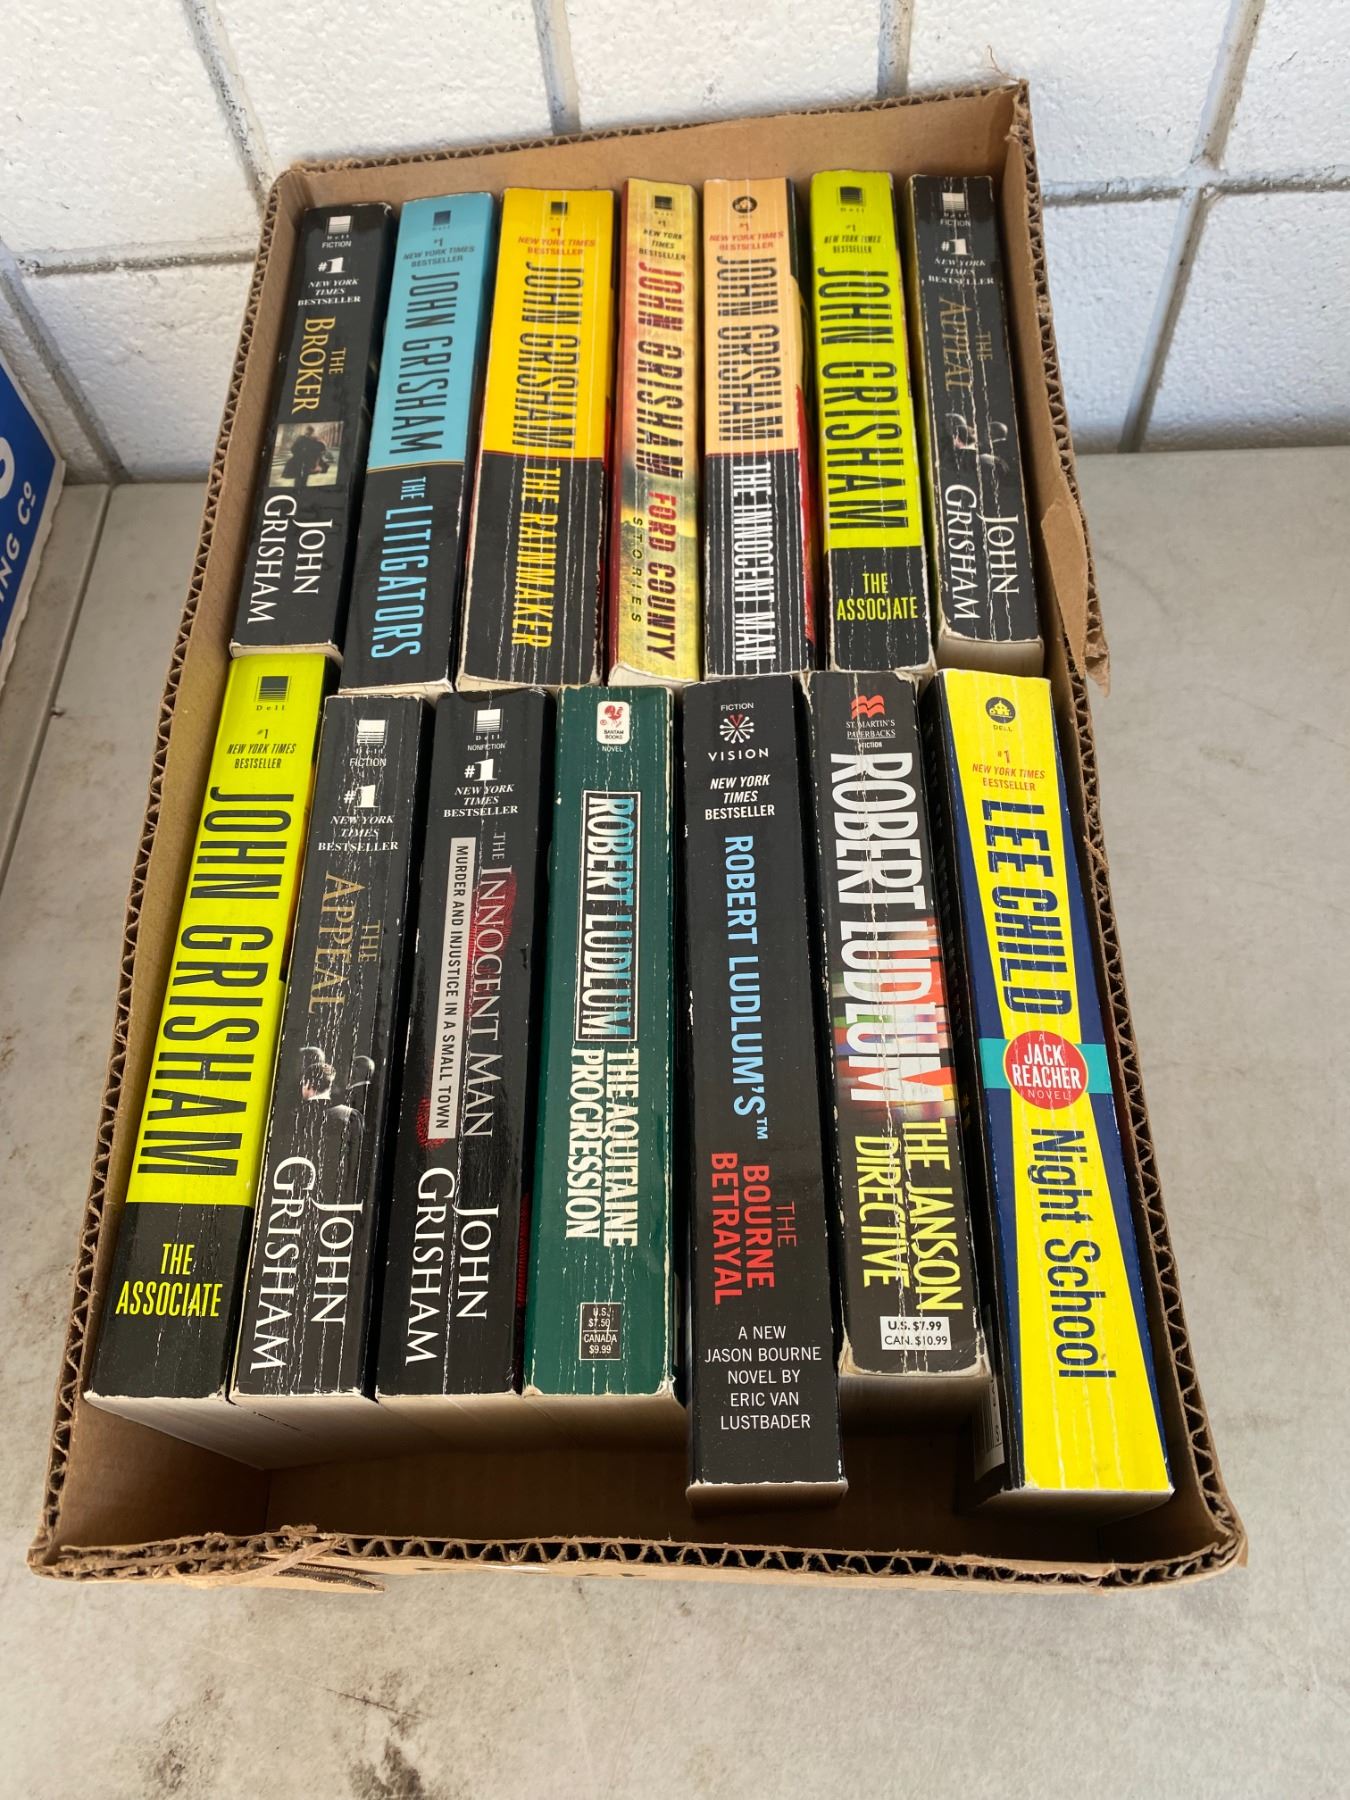 Dell
FICTION
#1
NEW YORK
TIMES
BESTSELLER
THE
BROKER
JOHN
GRISHAM
Dell
#1
NEW YORK TIMES
BESTSELLER
JOHN GRISHAM
THE LITIGATORS
#1
NEW YORK TIMES
BESTSELLER
JOHN GRISHAM
THE RAINMAKER
Dell
#1
NEW YORK
TIMES
BESTSELLER
JOHN GRISHAM
FORD COUNTY
STORIES
DELL
#1
NEW YORK TIMES
BESTSELLER
JOHN GRISHAM
THE INNOCENT MAN
Dell
#1
NEW YORK TIMES
BESTSELLER
JOHN GRISHAM
THE
ASSOCIATE
Dell
FICTION
#1
NEW YORK
TIMES
BESTSELLER
THE
APPEAL
JOHN
GRISHAM
Dell
#1
NEW YORK TIMES
BESTSELLER
JOHN GRISHAM
THE
ASSOCIATE
Dell
FICTION
#1
NEW YORK
TIMES
BESTSELLER
THE
APPEAL
JOHN
GRISHAM
Dell
NONFICTION
#1
NEW YORK
TIMES
BESTSELLER
THE INNOCENT MAN
MURDER AND INJUSTICE IN A SMALL TOWN
JOHN
GRISHAM
BANTAM
BOOKS
NOVEL
ROBERT LUDLUM
THE AQUITAINE
PROGRESSION
U.S.
$7.50
CANADA
$9.99
FICTION
VISION
NEW YORK
TIMES
BESTSELLER
ROBERT LUDLUM'S™
THE
BOURNE
BETRAYAL
A NEW
JASON BOURNE
NOVEL BY
ERIC VAN
LUSTBADER
ST. MARTIN'S
PAPERBACKS
FICTION
ROBERT LUDLUM
THE JANSON
DIRECTIVE
U.S. $7.99
CAN. $10.99
DELL
#1
NEW YORK TIMES
BESTSELLER
LEE CHILD
A
JACK
REACHER
NOVEL
Night School
ING Co